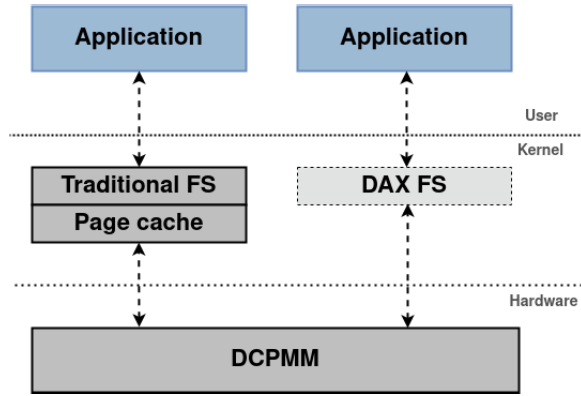 Application
Application
User
Kernel
Traditional FS
DAX FS
Page cache
Hardware
DCPMM